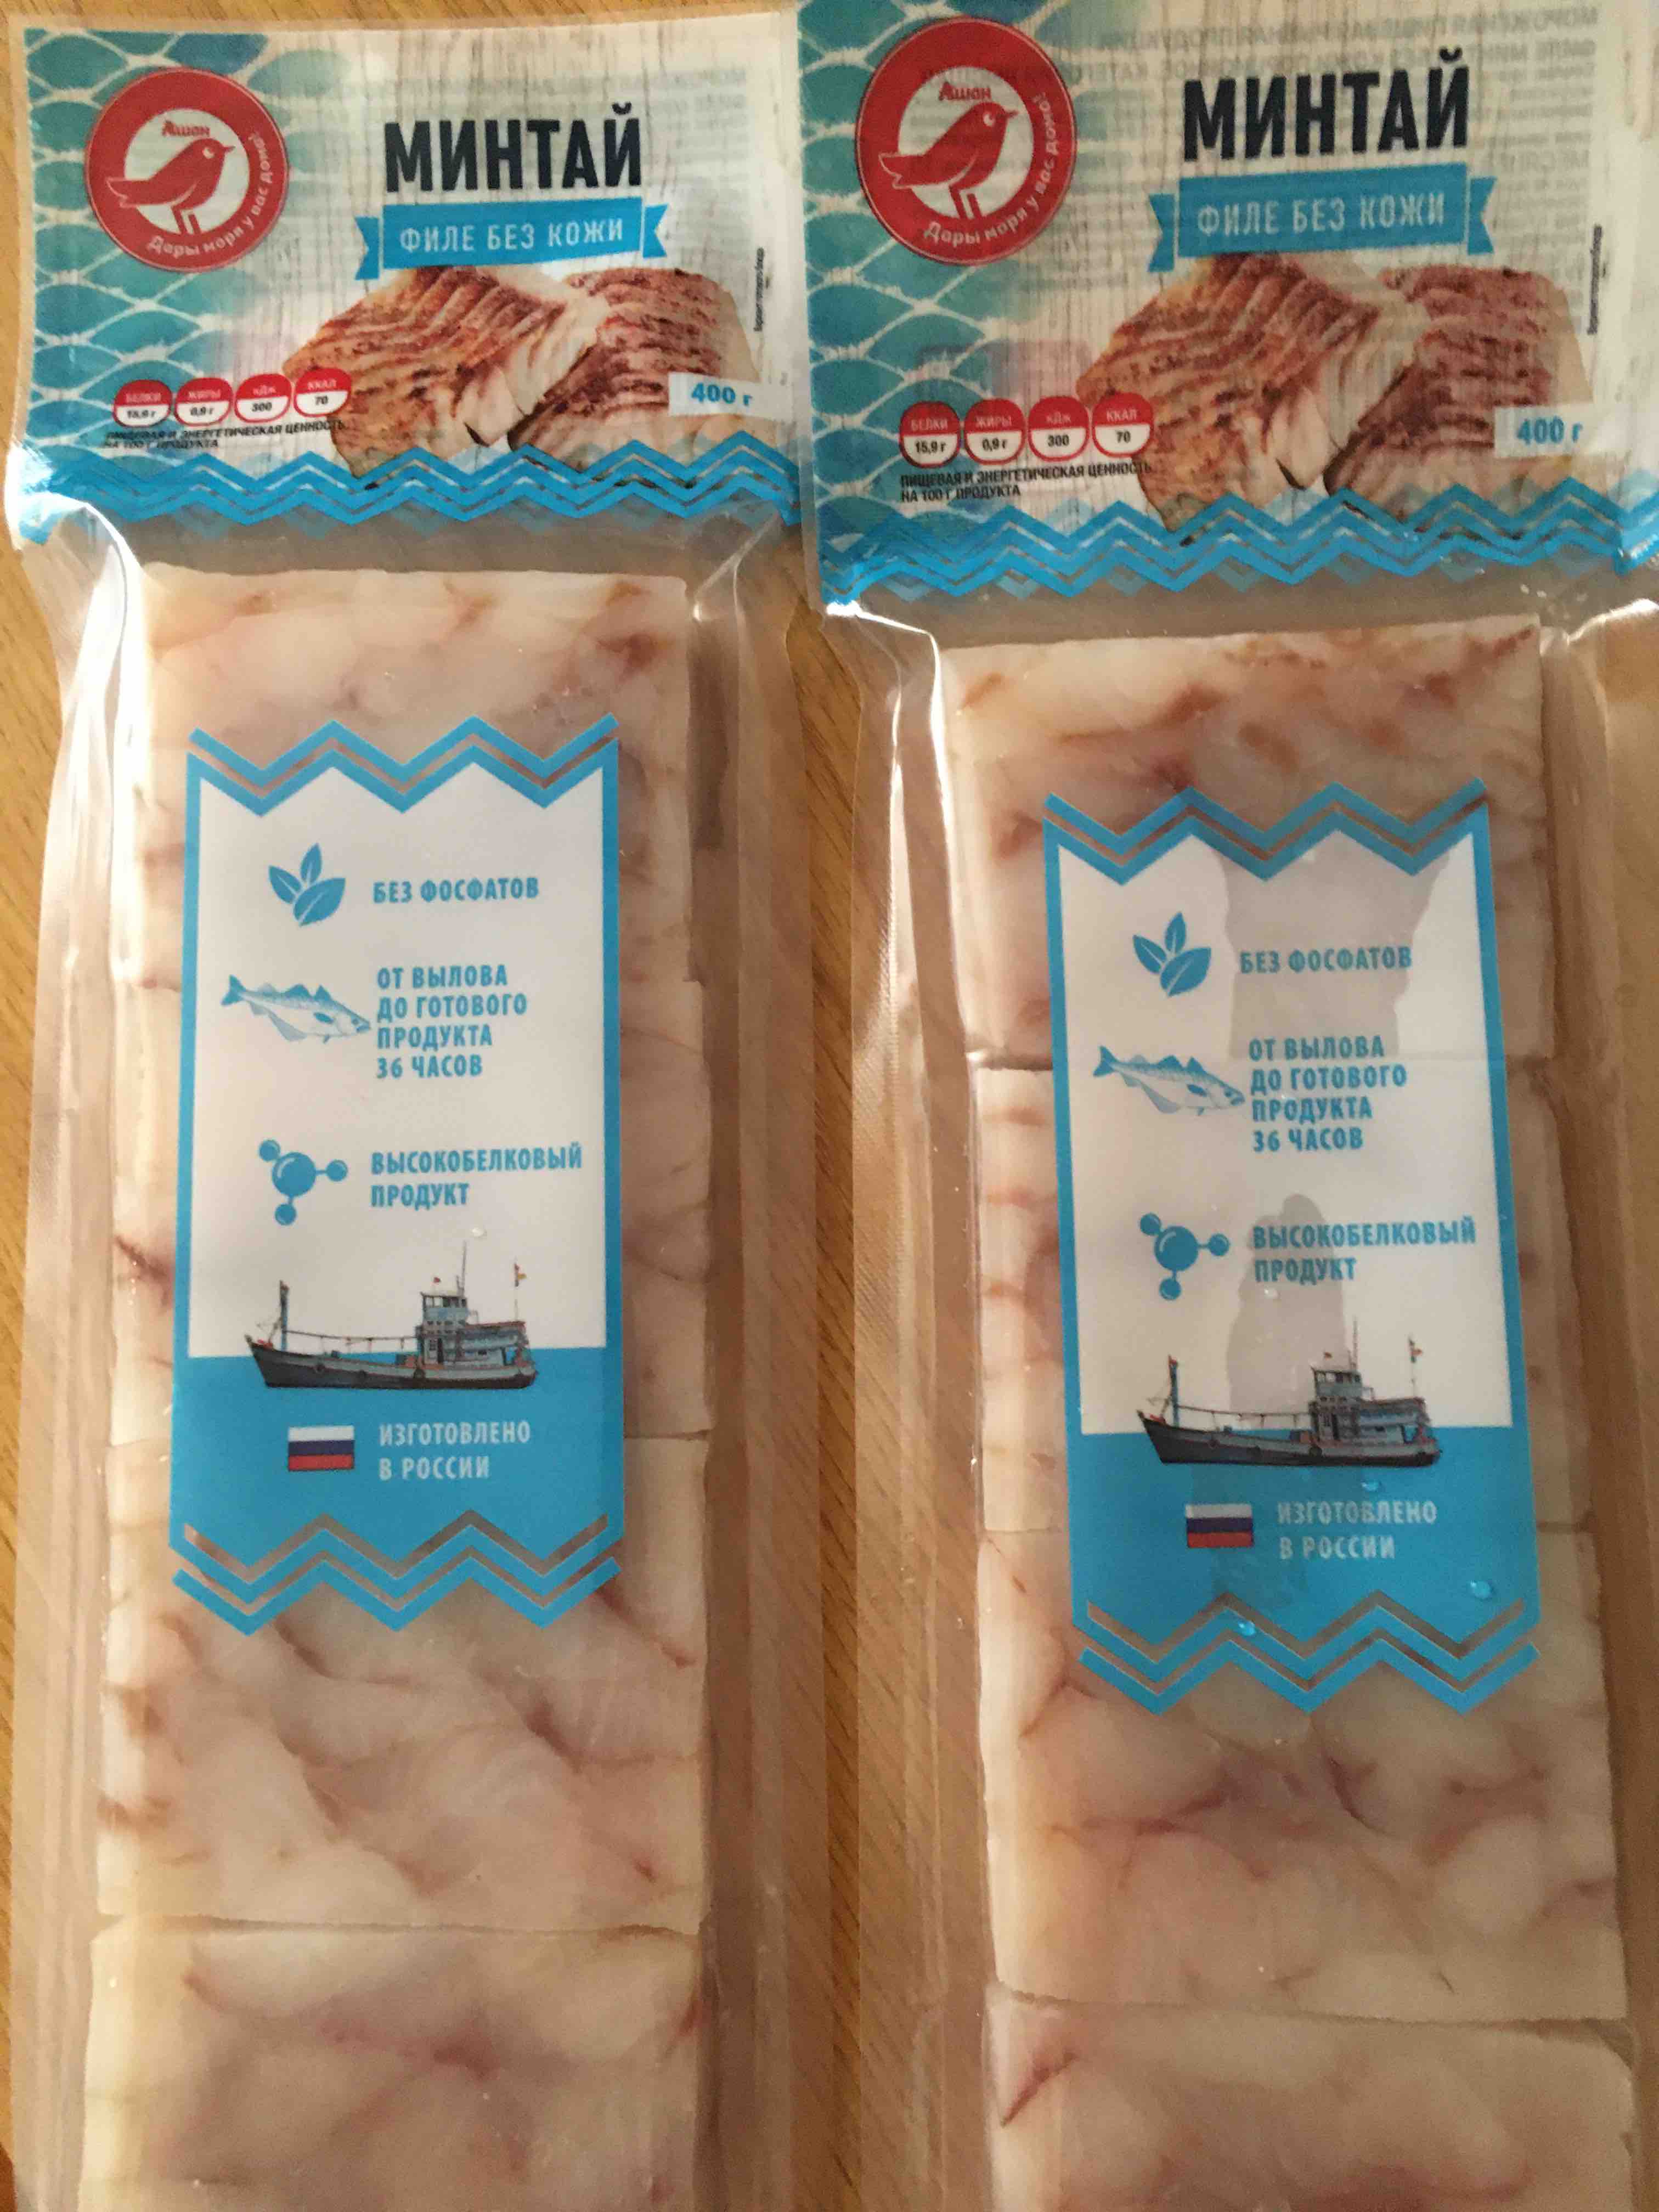 Ашан
Дары моря у вас дома!
МИНТАЙ
ФИЛЕ БЕЗ КОЖИ
400 г
БЕЛКИ ЖИРЫ кДж ККАЛ
15,9 г 0,9 г 300 70
ПИЩЕВАЯ И ЭНЕРГЕТИЧЕСКАЯ ЦЕННОСТЬ
НА 100 Г ПРОДУКТА
БЕЗ ФОСФАТОВ
ОТ ВЫЛОВА
ДО ГОТОВОГО
ПРОДУКТА
36 ЧАСОВ
ВЫСОКОБЕЛКОВЫЙ
ПРОДУКТ
ИЗГОТОВЛЕНО
В РОССИИ
Ашан
Дары моря у вас дома!
МИНТАЙ
ФИЛЕ БЕЗ КОЖИ
400 г
БЕЛКИ ЖИРЫ кДж ККАЛ
15,9 г 0,9 г 300 70
ПИЩЕВАЯ И ЭНЕРГЕТИЧЕСКАЯ ЦЕННОСТЬ
НА 100 Г ПРОДУКТА
БЕЗ ФОСФАТОВ
ОТ ВЫЛОВА
ДО ГОТОВОГО
ПРОДУКТА
36 ЧАСОВ
ВЫСОКОБЕЛКОВЫЙ
ПРОДУКТ
ИЗГОТОВЛЕНО
В РОССИИ